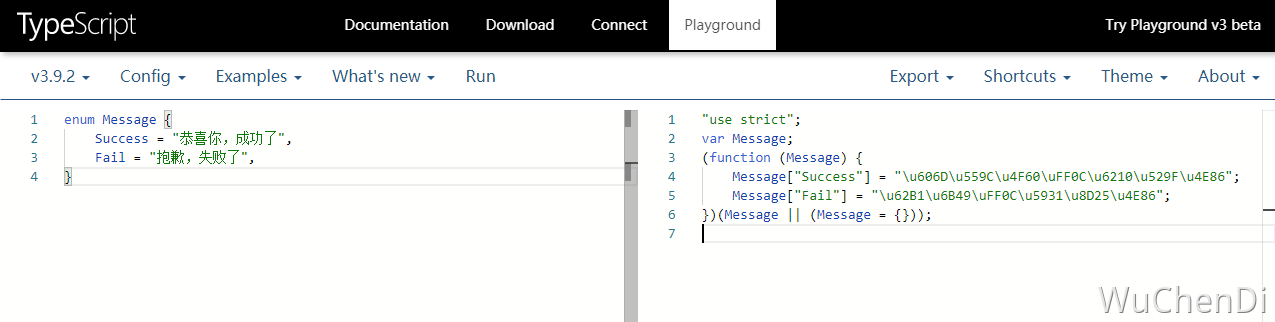 TypeScript Documentation Download Connect Playground Try Playground v3 beta
v3.9.2 Config Examples What's new Run Export Shortcuts Theme About
1 enum Message {
2 Success = "恭喜你，成功了",
3 Fail = "抱歉，失败了",
4 }
1 "use strict";
2 var Message;
3 (function (Message) {
4 Message["Success"] = "\u606D\u559C\u4F60\uFF0C\u6210\u529F\u4E86";
5 Message["Fail"] = "\u62B1\u6B49\uFF0C\u5931\u8D25\u4E86";
6 })(Message || (Message = {}));
7
WuChenDi